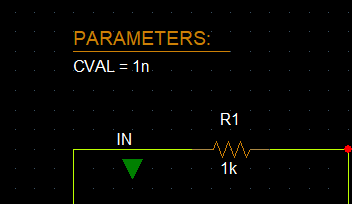 PARAMETERS:
CVAL = 1n
R1
IN
1k